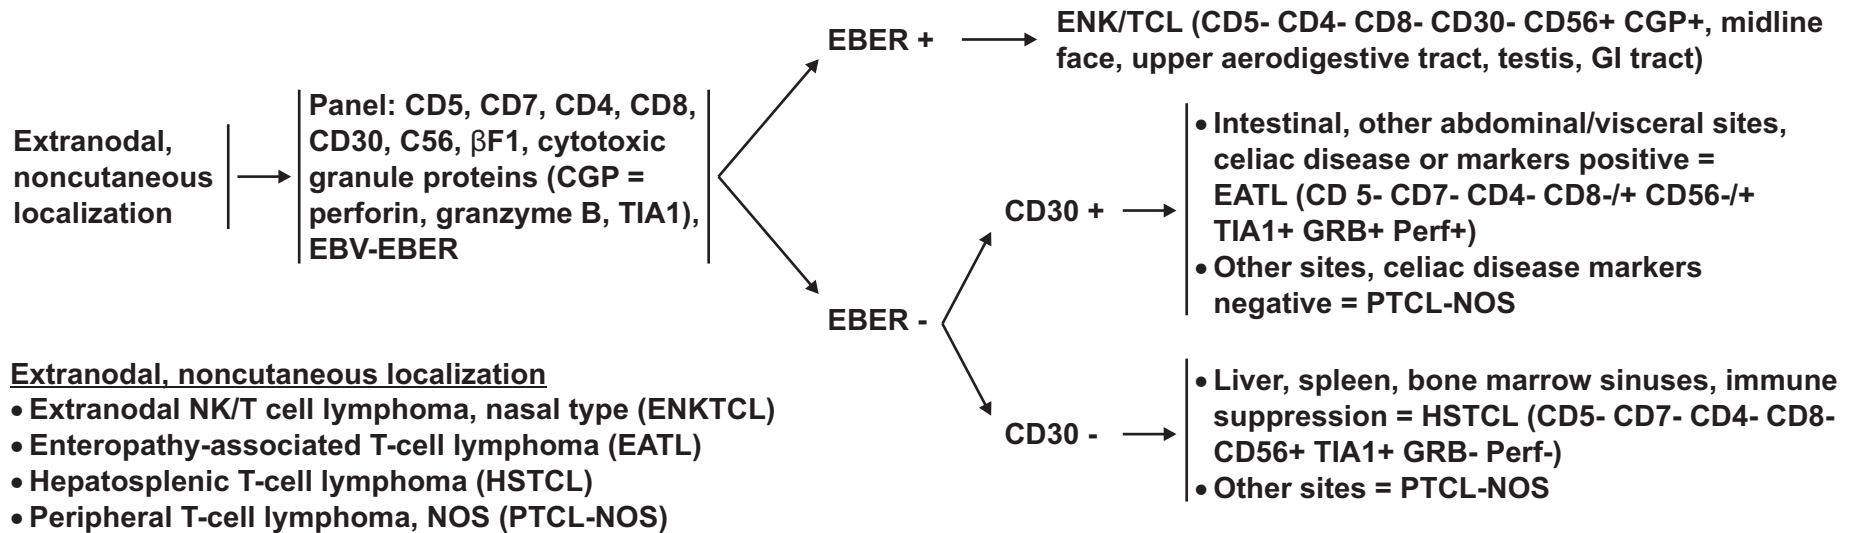 Extranodal,
noncutaneous
localization
Panel: CD5, CD7, CD4, CD8,
CD30, C56, βF1, cytotoxic
granule proteins (CGP =
perforin, granzyme B, TIA1),
EBV-EBER
EBER +
ENK/TCL (CD5- CD4- CD8- CD30- CD56+ CGP+, midline
face, upper aerodigestive tract, testis, GI tract)
EBER -
CD30 +
• Intestinal, other abdominal/visceral sites,
celiac disease or markers positive =
EATL (CD 5- CD7- CD4- CD8-/+ CD56-/+
TIA1+ GRB+ Perf+)
• Other sites, celiac disease markers
negative = PTCL-NOS
CD30 -
• Liver, spleen, bone marrow sinuses, immune
suppression = HSTCL (CD5- CD7- CD4- CD8-
CD56+ TIA1+ GRB- Perf-)
• Other sites = PTCL-NOS
Extranodal, noncutaneous localization
• Extranodal NK/T cell lymphoma, nasal type (ENKTCL)
• Enteropathy-associated T-cell lymphoma (EATL)
• Hepatosplenic T-cell lymphoma (HSTCL)
• Peripheral T-cell lymphoma, NOS (PTCL-NOS)